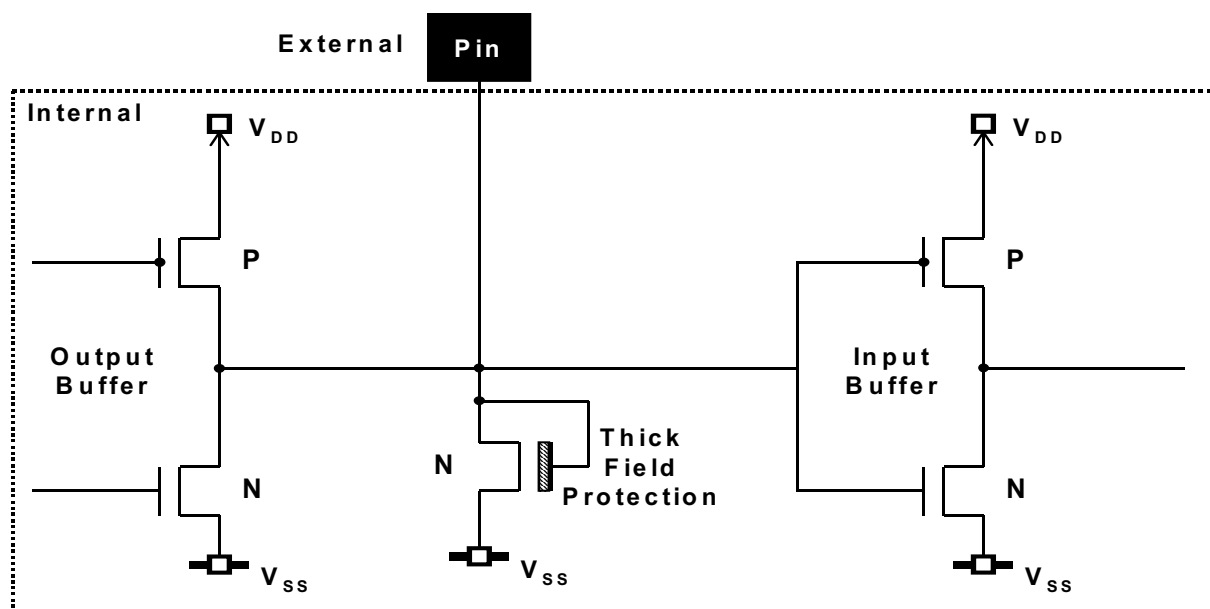 External
Pin
Internal
VDD
VDD
P
P
Output
Buffer
Input
Buffer
Thick
Field
Protection
N
N
N
VSS
VSS
VSS